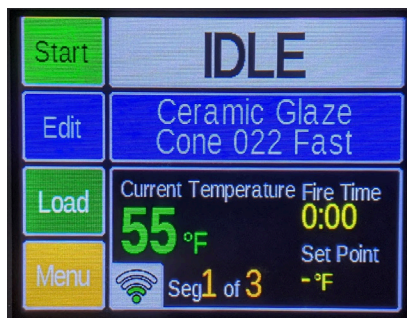 Start
IDLE
Edit
Ceramic Glaze
Cone 022 Fast
Load
Current Temperature
Fire Time
0:00
55 °F
Set Point
- °F
Menu
Seg 1 of 3